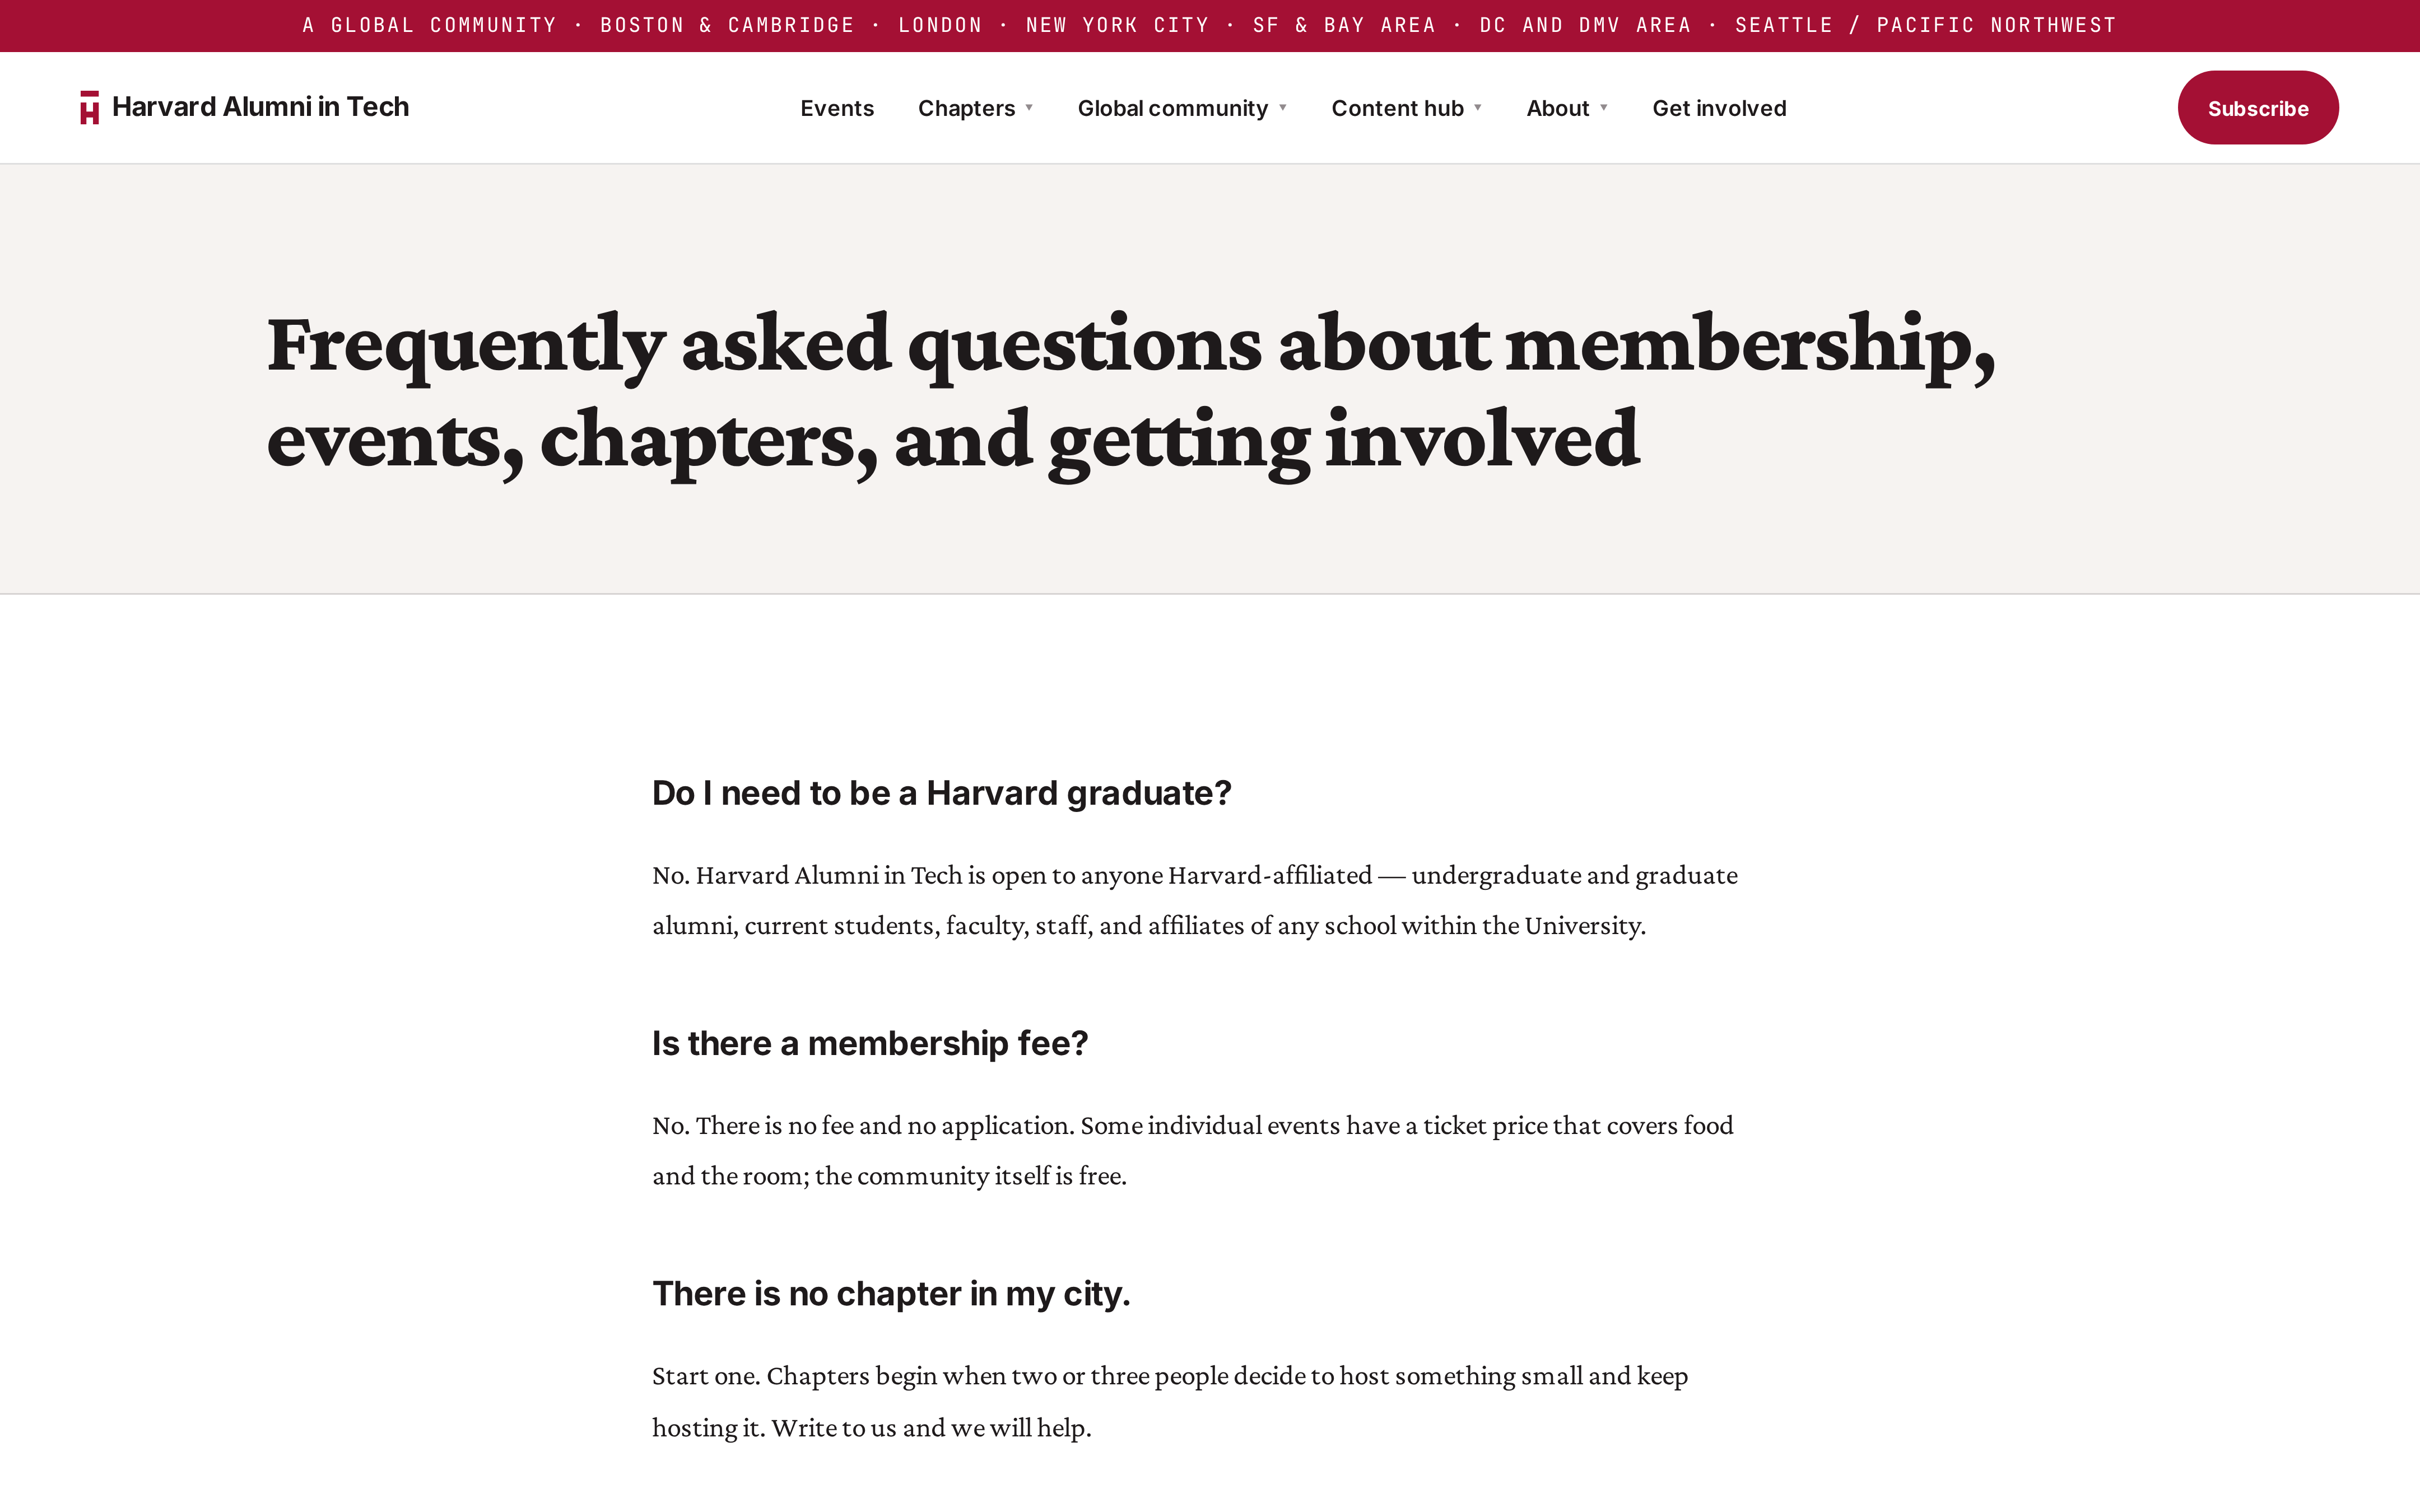 A GLOBAL COMMUNITY · BOSTON & CAMBRIDGE · LONDON · NEW YORK CITY · SF & BAY AREA · DC AND DMV AREA · SEATTLE / PACIFIC NORTHWEST
Harvard Alumni in Tech
Events Chapters ▾ Global community ▾ Content hub ▾ About ▾ Get involved
Subscribe
Frequently asked questions about membership,
events, chapters, and getting involved
Do I need to be a Harvard graduate?
No. Harvard Alumni in Tech is open to anyone Harvard-affiliated — undergraduate and graduate
alumni, current students, faculty, staff, and affiliates of any school within the University.
Is there a membership fee?
No. There is no fee and no application. Some individual events have a ticket price that covers food
and the room; the community itself is free.
There is no chapter in my city.
Start one. Chapters begin when two or three people decide to host something small and keep
hosting it. Write to us and we will help.